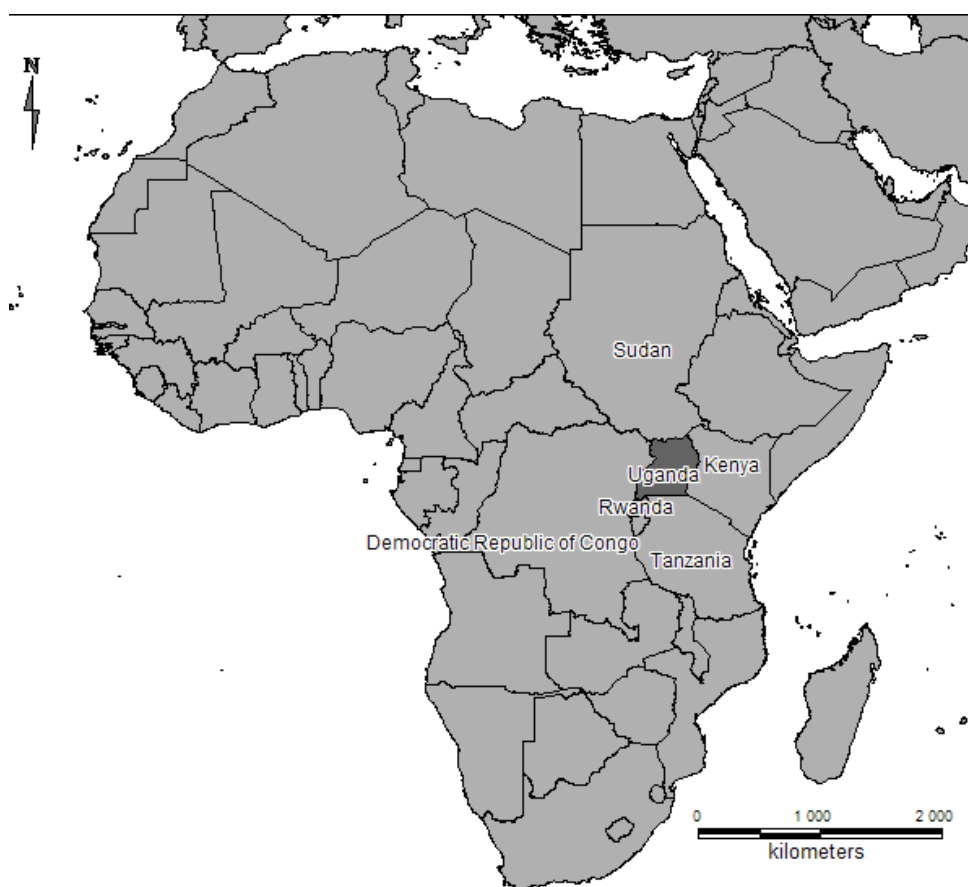 N
Sudan
Kenya
Uganda
Rwanda
Democratic Republic of Congo
Tanzania
0 1 000 2 000
kilometers